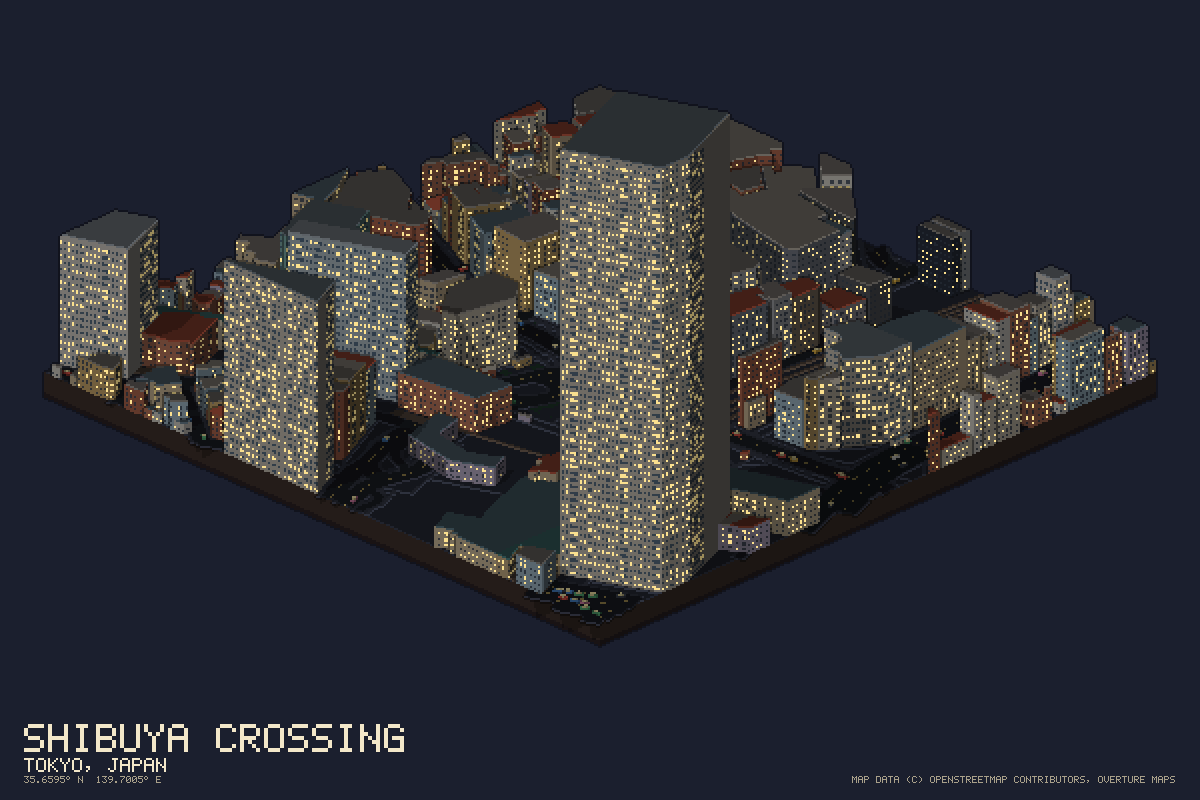 SHIBUYA CROSSING
TOKYO, JAPAN
35.6595° N 139.7005° E
MAP DATA (C) OPENSTREETMAP CONTRIBUTORS, OVERTURE MAPS